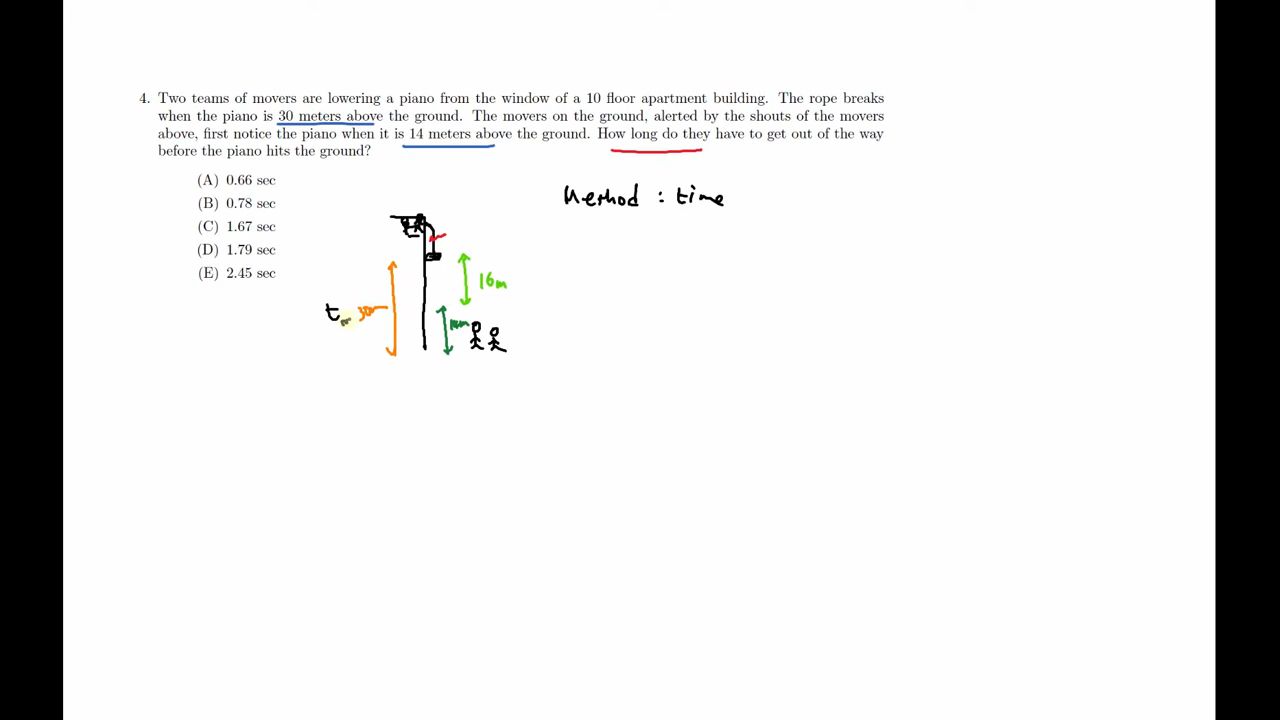 4. Two teams of movers are lowering a piano from the window of a 10 floor apartment building. The rope breaks
when the piano is 30 meters above the ground. The movers on the ground, alerted by the shouts of the movers
above, first notice the piano when it is 14 meters above the ground. How long do they have to get out of the way
before the piano hits the ground?
(A) 0.66 sec
(B) 0.78 sec
(C) 1.67 sec
(D) 1.79 sec
(E) 2.45 sec
Method : time
16m
t 30m